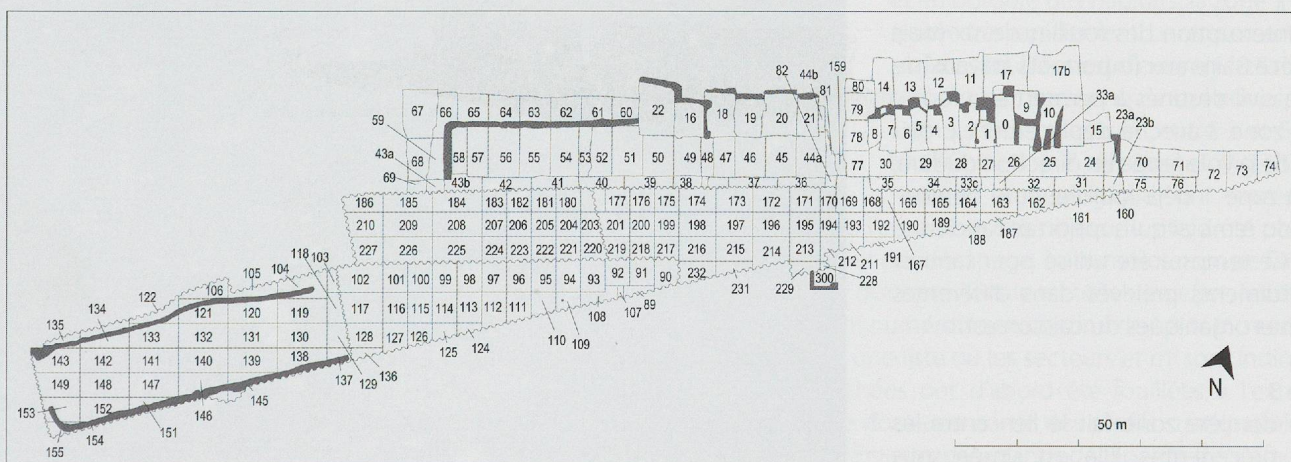 82 44b 159
81
67 66 65 64 63 62 61 60 22 16 18 19 20 21
80 14 13 12 11 17 17b
79 78 8 7 6 5 4 3 2 1 0 9 10 15
33a 23a 23b
59
68 58 57 56 55 54 53 52 51 50 49 48 47 46 45 44a 77 30 29 28 27 26 25 24 70 71 72 73 74
43a
69 43b 42 41 40 39 38 37 36 35 34 33c 32 31 75 76
186 185 184 183 182 181 180 177 176 175 174 173 172 171 170 169 168 166 165 164 163 162 161 160
210 209 208 207 206 205 204 203 201 200 199 198 197 196 195 194 193 192 190 189 188 187
227 226 225 224 223 222 221 220 219 218 217 216 215 214 213 212 211 191 167
118 103
105 104
102 101 100 99 98 97 96 95 94 93 92 91 90 232 231 229 300 228
122 106
134 121 120 119 117 116 115 114 113 112 111 110 109 108 107 89
135 133 132 131 130 128 127 126 125 124
143 142 141 140 139 138 137 129 136
149 148 147 146 145
153 152 151
155 154
N
50 m